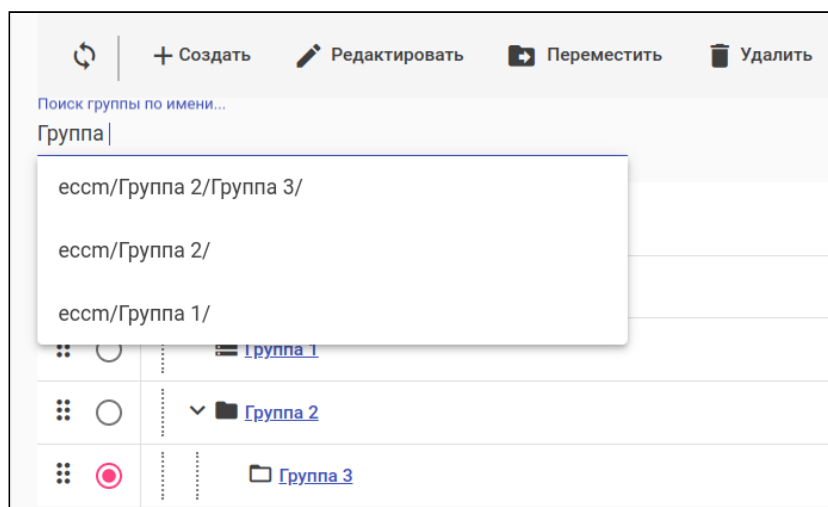 Создать Редактировать Переместить Удалить
Поиск группы по имени...
Группа
eccm/Группа 2/Группа 3/
eccm/Группа 2/
eccm/Группа 1/
Группа 1
Группа 2
Группа 3